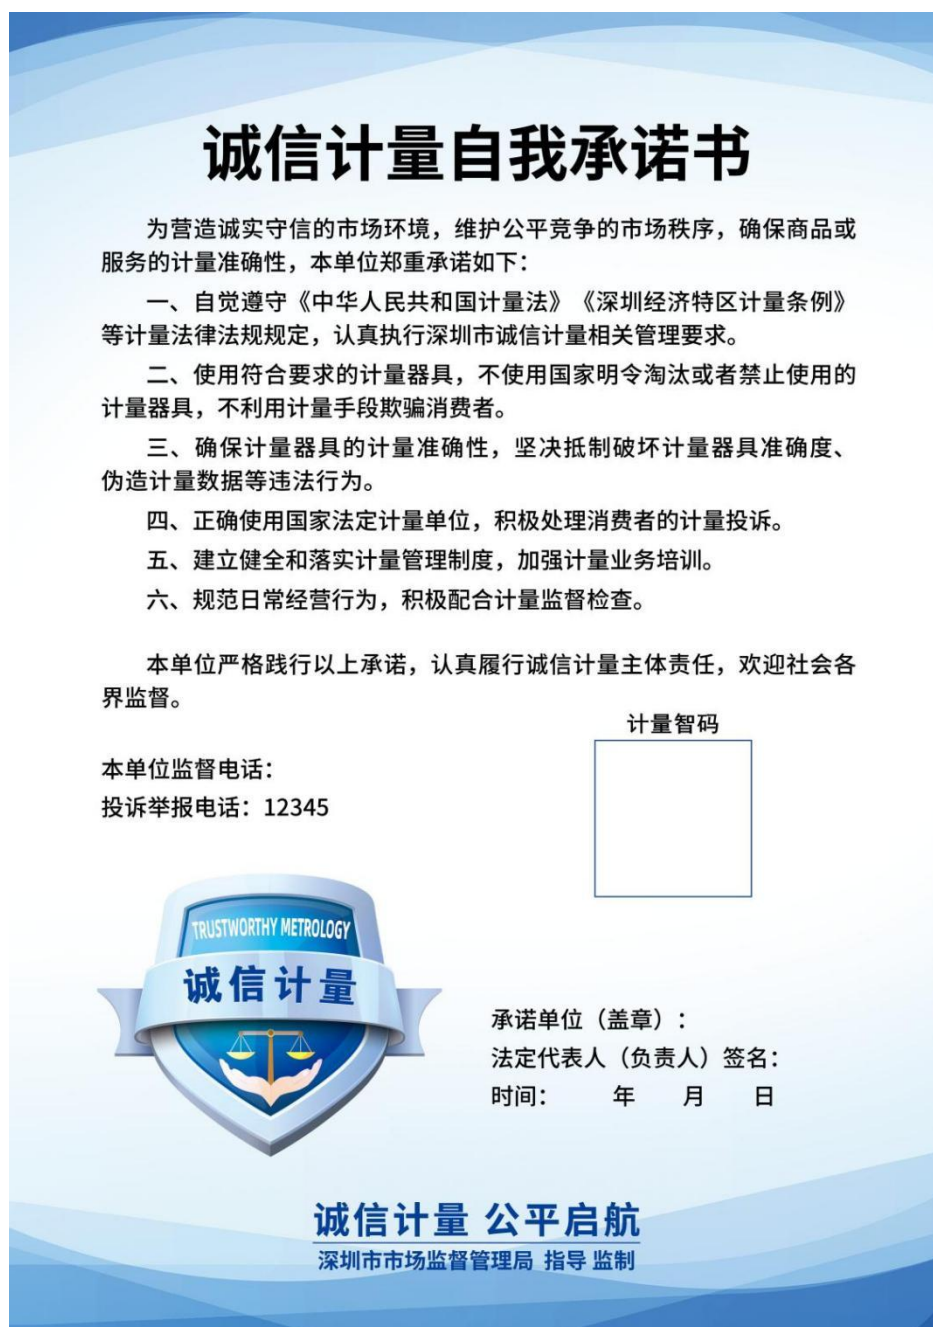 诚信计量自我承诺书
为营造诚实守信的市场环境，维护公平竞争的市场秩序，确保商品或
服务的计量准确性，本单位郑重承诺如下：
一、自觉遵守《中华人民共和国计量法》《深圳经济特区计量条例》
等计量法律法规规定，认真执行深圳市诚信计量相关管理要求。
二、使用符合要求的计量器具，不使用国家明令淘汰或者禁止使用的
计量器具，不利用计量手段欺骗消费者。
三、确保计量器具的计量准确性，坚决抵制破坏计量器具准确度、
伪造计量数据等违法行为。
四、正确使用国家法定计量单位，积极处理消费者的计量投诉。
五、建立健全和落实计量管理制度，加强计量业务培训。
六、规范日常经营行为，积极配合计量监督检查。
本单位严格践行以上承诺，认真履行诚信计量主体责任，欢迎社会各
界监督。
计量智码
本单位监督电话：
投诉举报电话：12345
TRUSTWORTHY METROLOGY
诚信计量
承诺单位（盖章）：
法定代表人（负责人）签名：
时间： 年 月 日
诚信计量 公平启航
深圳市市场监督管理局 指导 监制